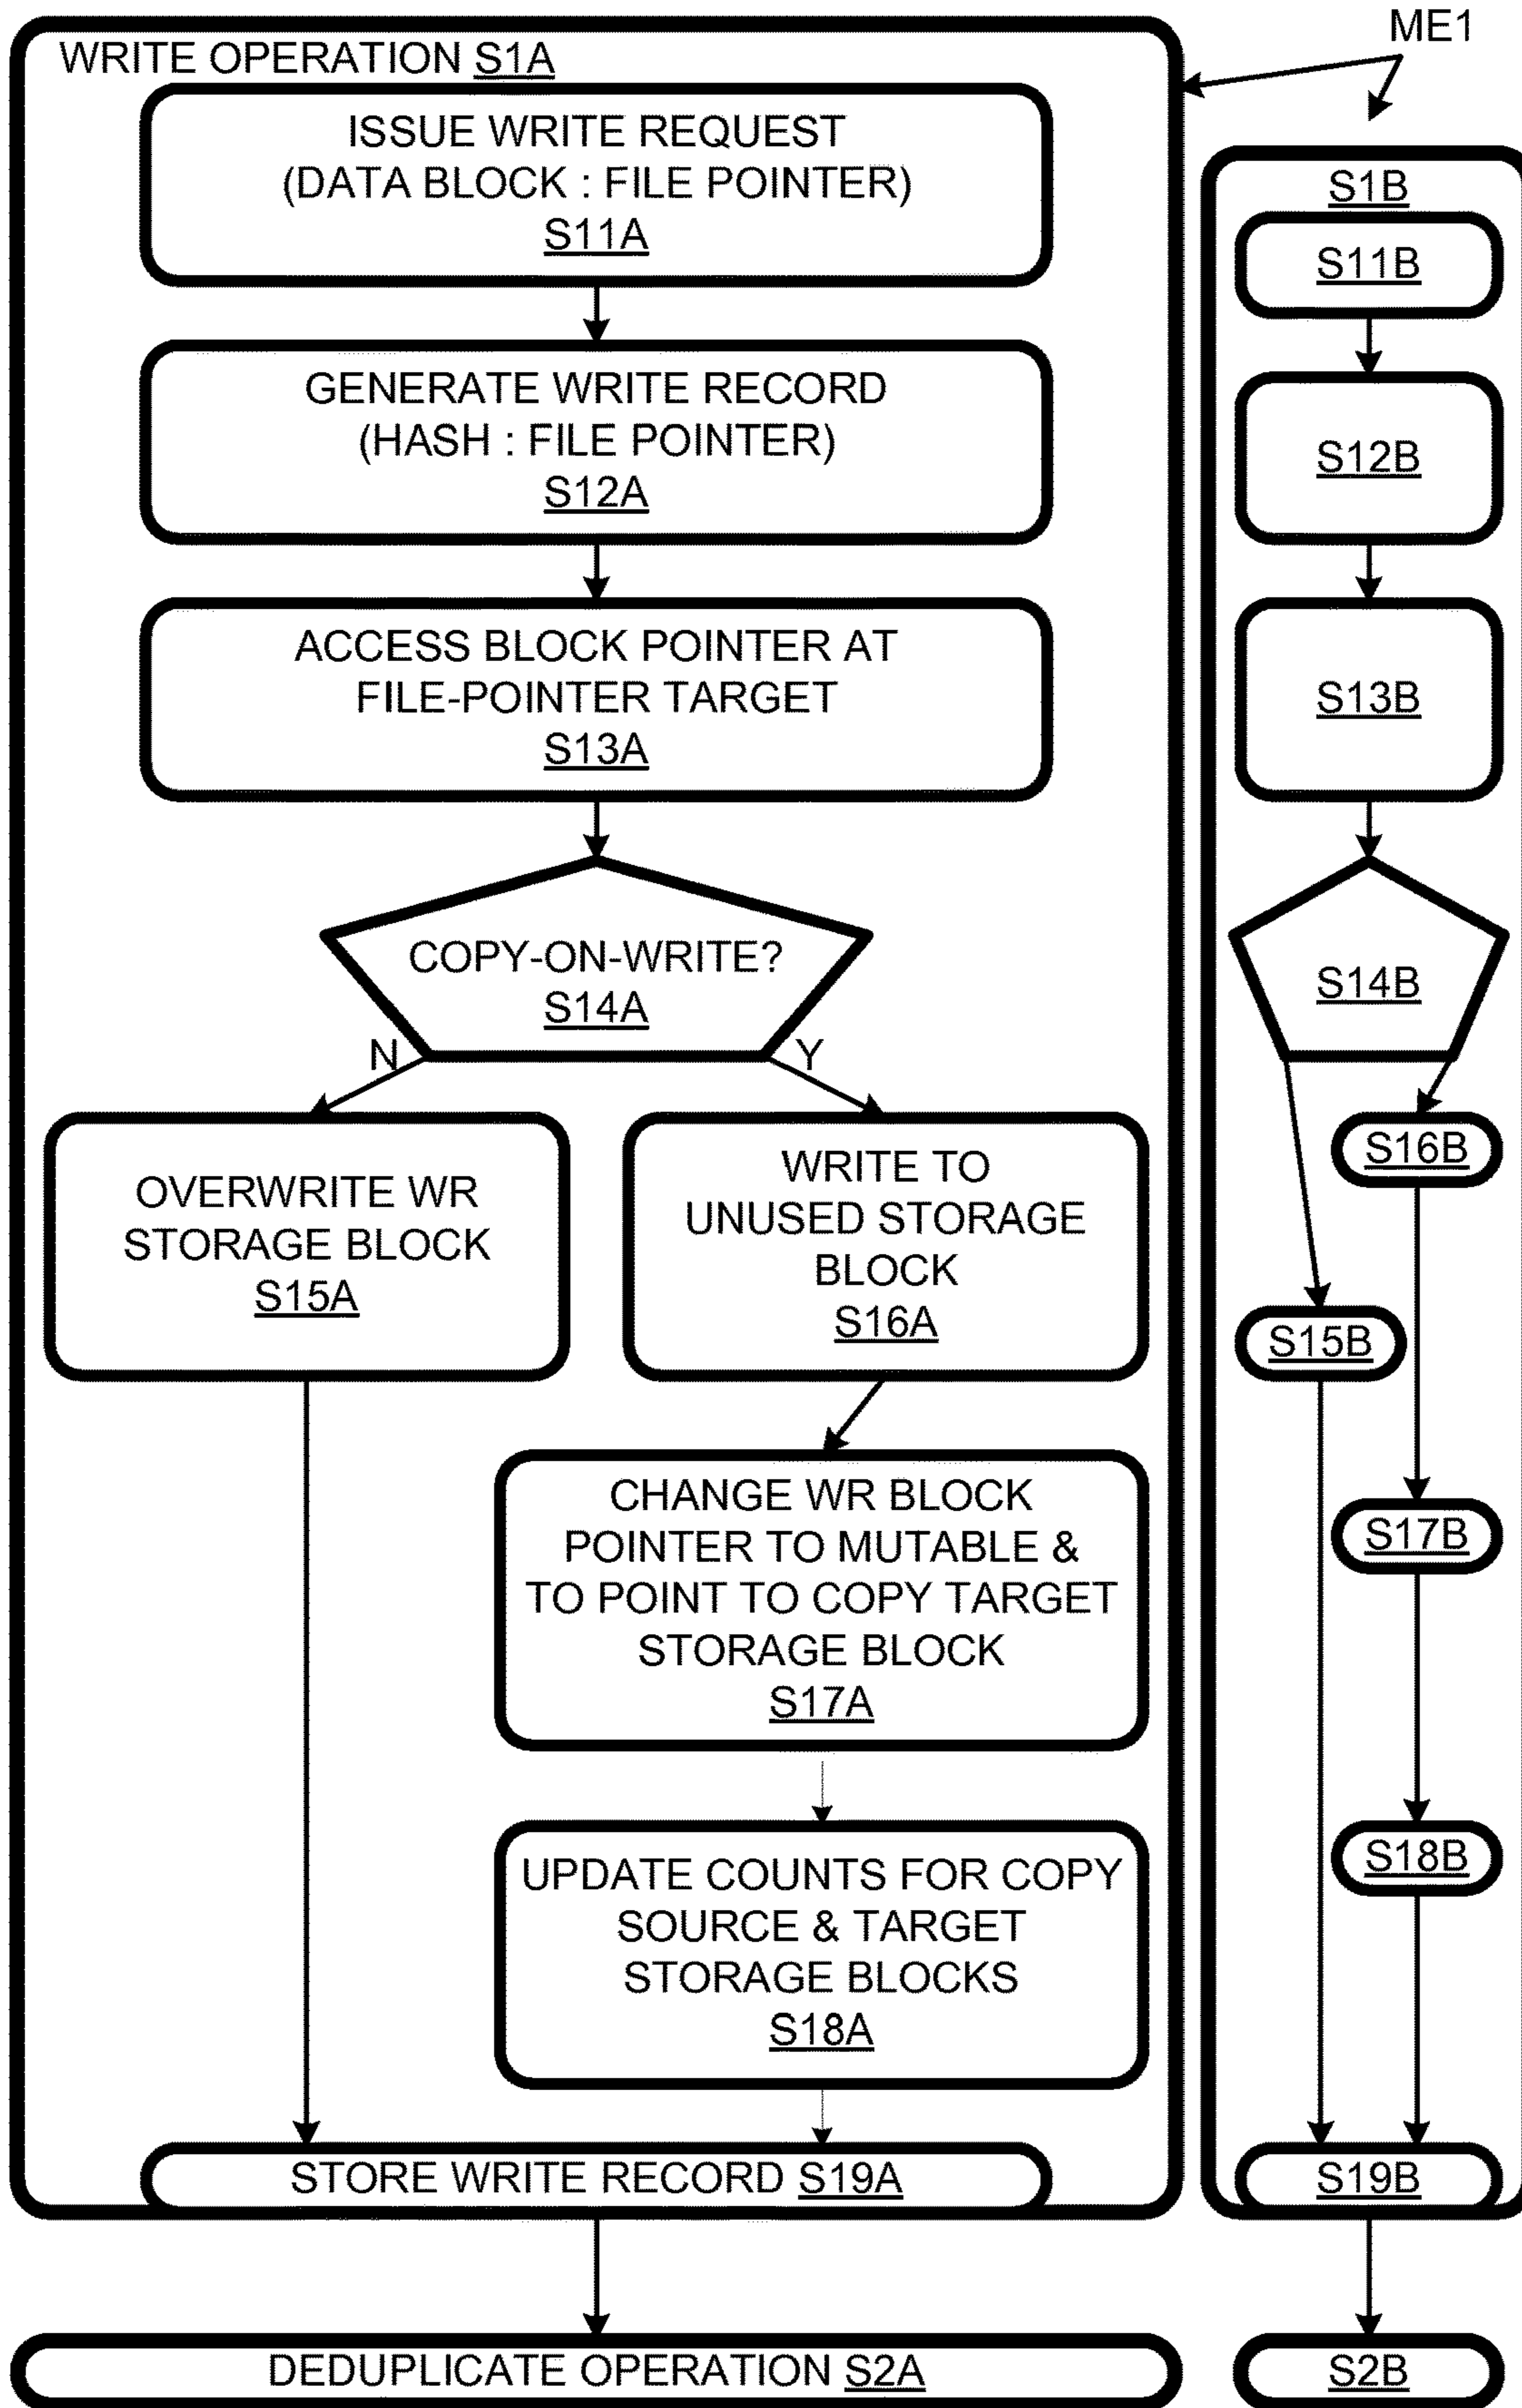 ME1
WRITE OPERATION S1A
ISSUE WRITE REQUEST
(DATA BLOCK : FILE POINTER)
S11A
GENERATE WRITE RECORD
(HASH : FILE POINTER)
S12A
ACCESS BLOCK POINTER AT
FILE-POINTER TARGET
S13A
COPY-ON-WRITE?
S14A
N
Y
OVERWRITE WR
STORAGE BLOCK
S15A
WRITE TO
UNUSED STORAGE
BLOCK
S16A
CHANGE WR BLOCK
POINTER TO MUTABLE &
TO POINT TO COPY TARGET
STORAGE BLOCK
S17A
UPDATE COUNTS FOR COPY
SOURCE & TARGET
STORAGE BLOCKS
S18A
STORE WRITE RECORD S19A
DEDUPLICATE OPERATION S2A
S1B
S11B
S12B
S13B
S14B
S16B
S15B
S17B
S18B
S19B
S2B